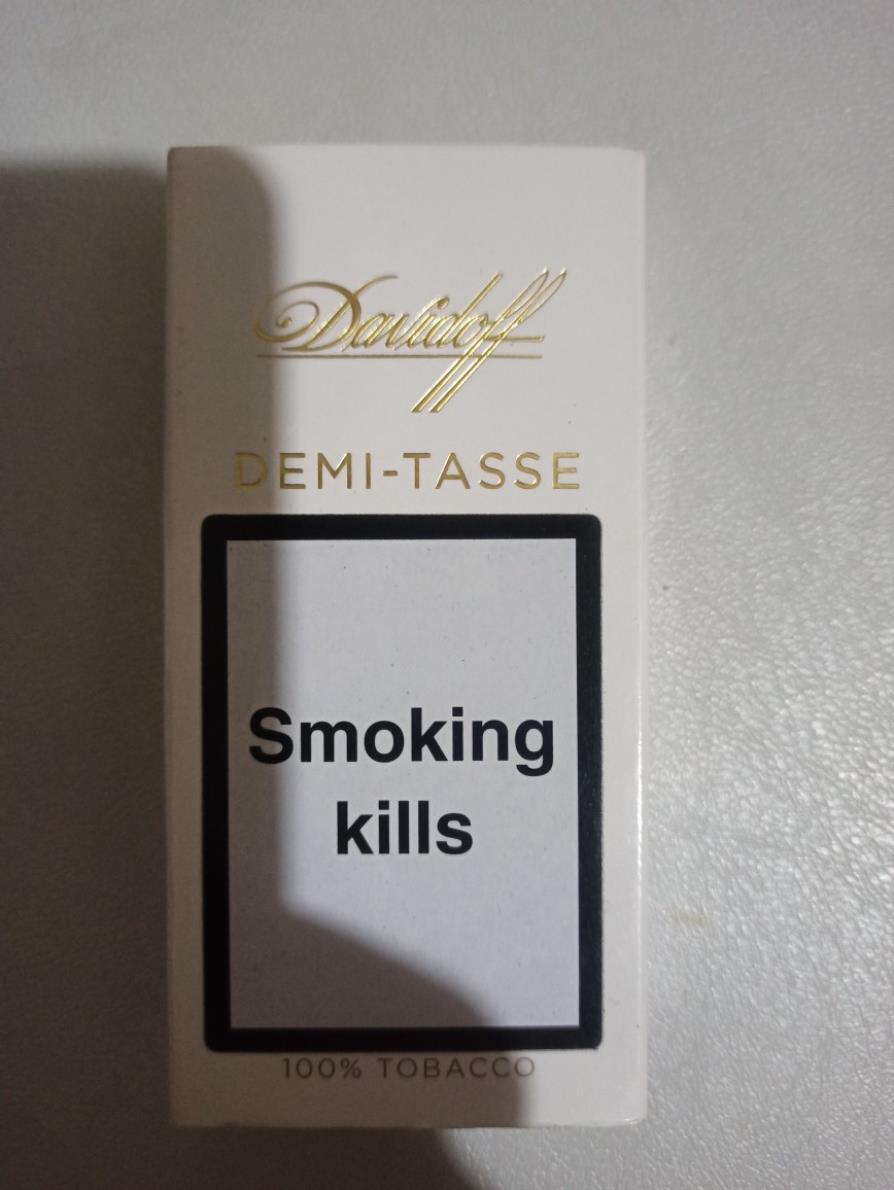 Davidoff
DEMI-TASSE
Smoking
kills
100% TOBACCO